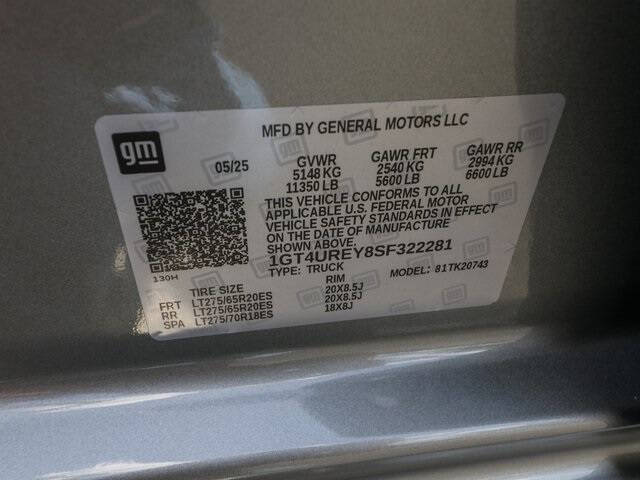 MFD BY GENERAL MOTORS LLC
gm
05/25
GVWR GAWR FRT GAWR RR
5148 KG 2540 KG 2994 KG
11350 LB 5600 LB 6600 LB
THIS VEHICLE CONFORMS TO ALL
APPLICABLE U.S. FEDERAL MOTOR
VEHICLE SAFETY STANDARDS IN EFFECT
ON THE DATE OF MANUFACTURE
SHOWN ABOVE.
1GT4UREY8SF322281
TYPE: TRUCK MODEL: 81TK20743
130H
TIRE SIZE RIM
FRT LT275/65R20ES 20X8.5J
RR LT275/65R20ES 20X8.5J
SPA LT275/70R18ES 18X8J